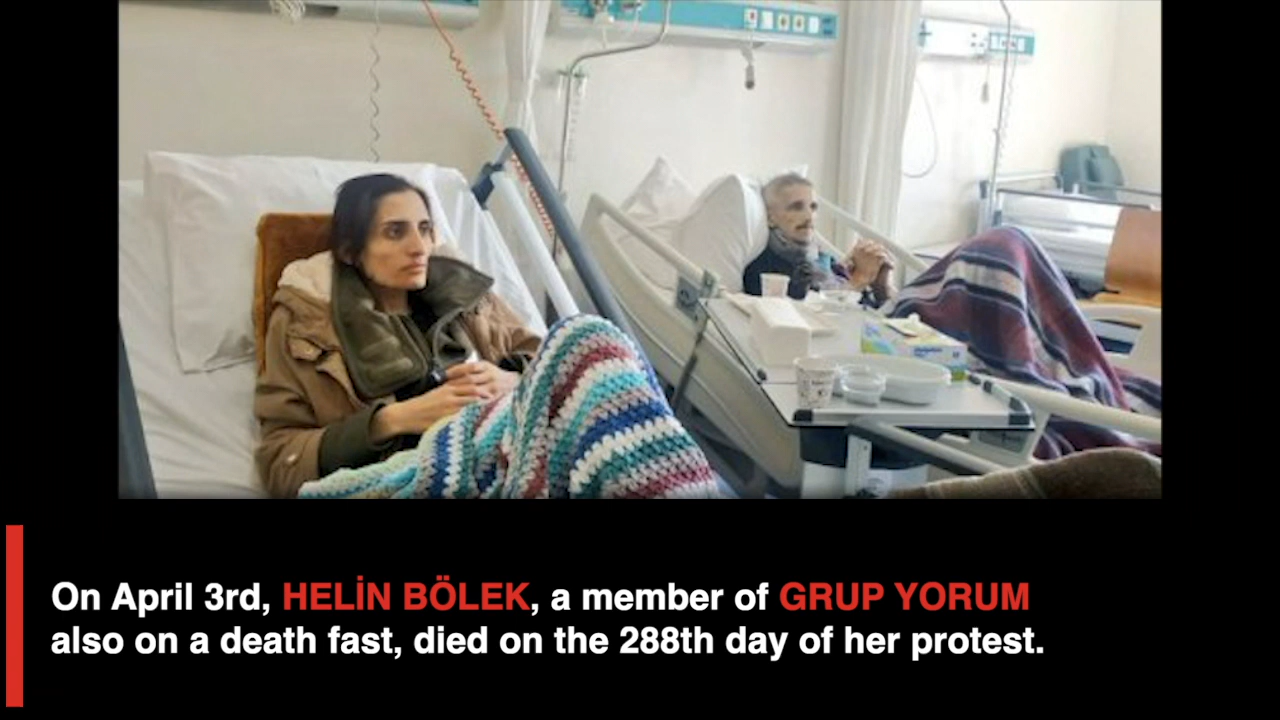 On April 3rd, HELİN BÖLEK, a member of GRUP YORUM
also on a death fast, died on the 288th day of her protest.